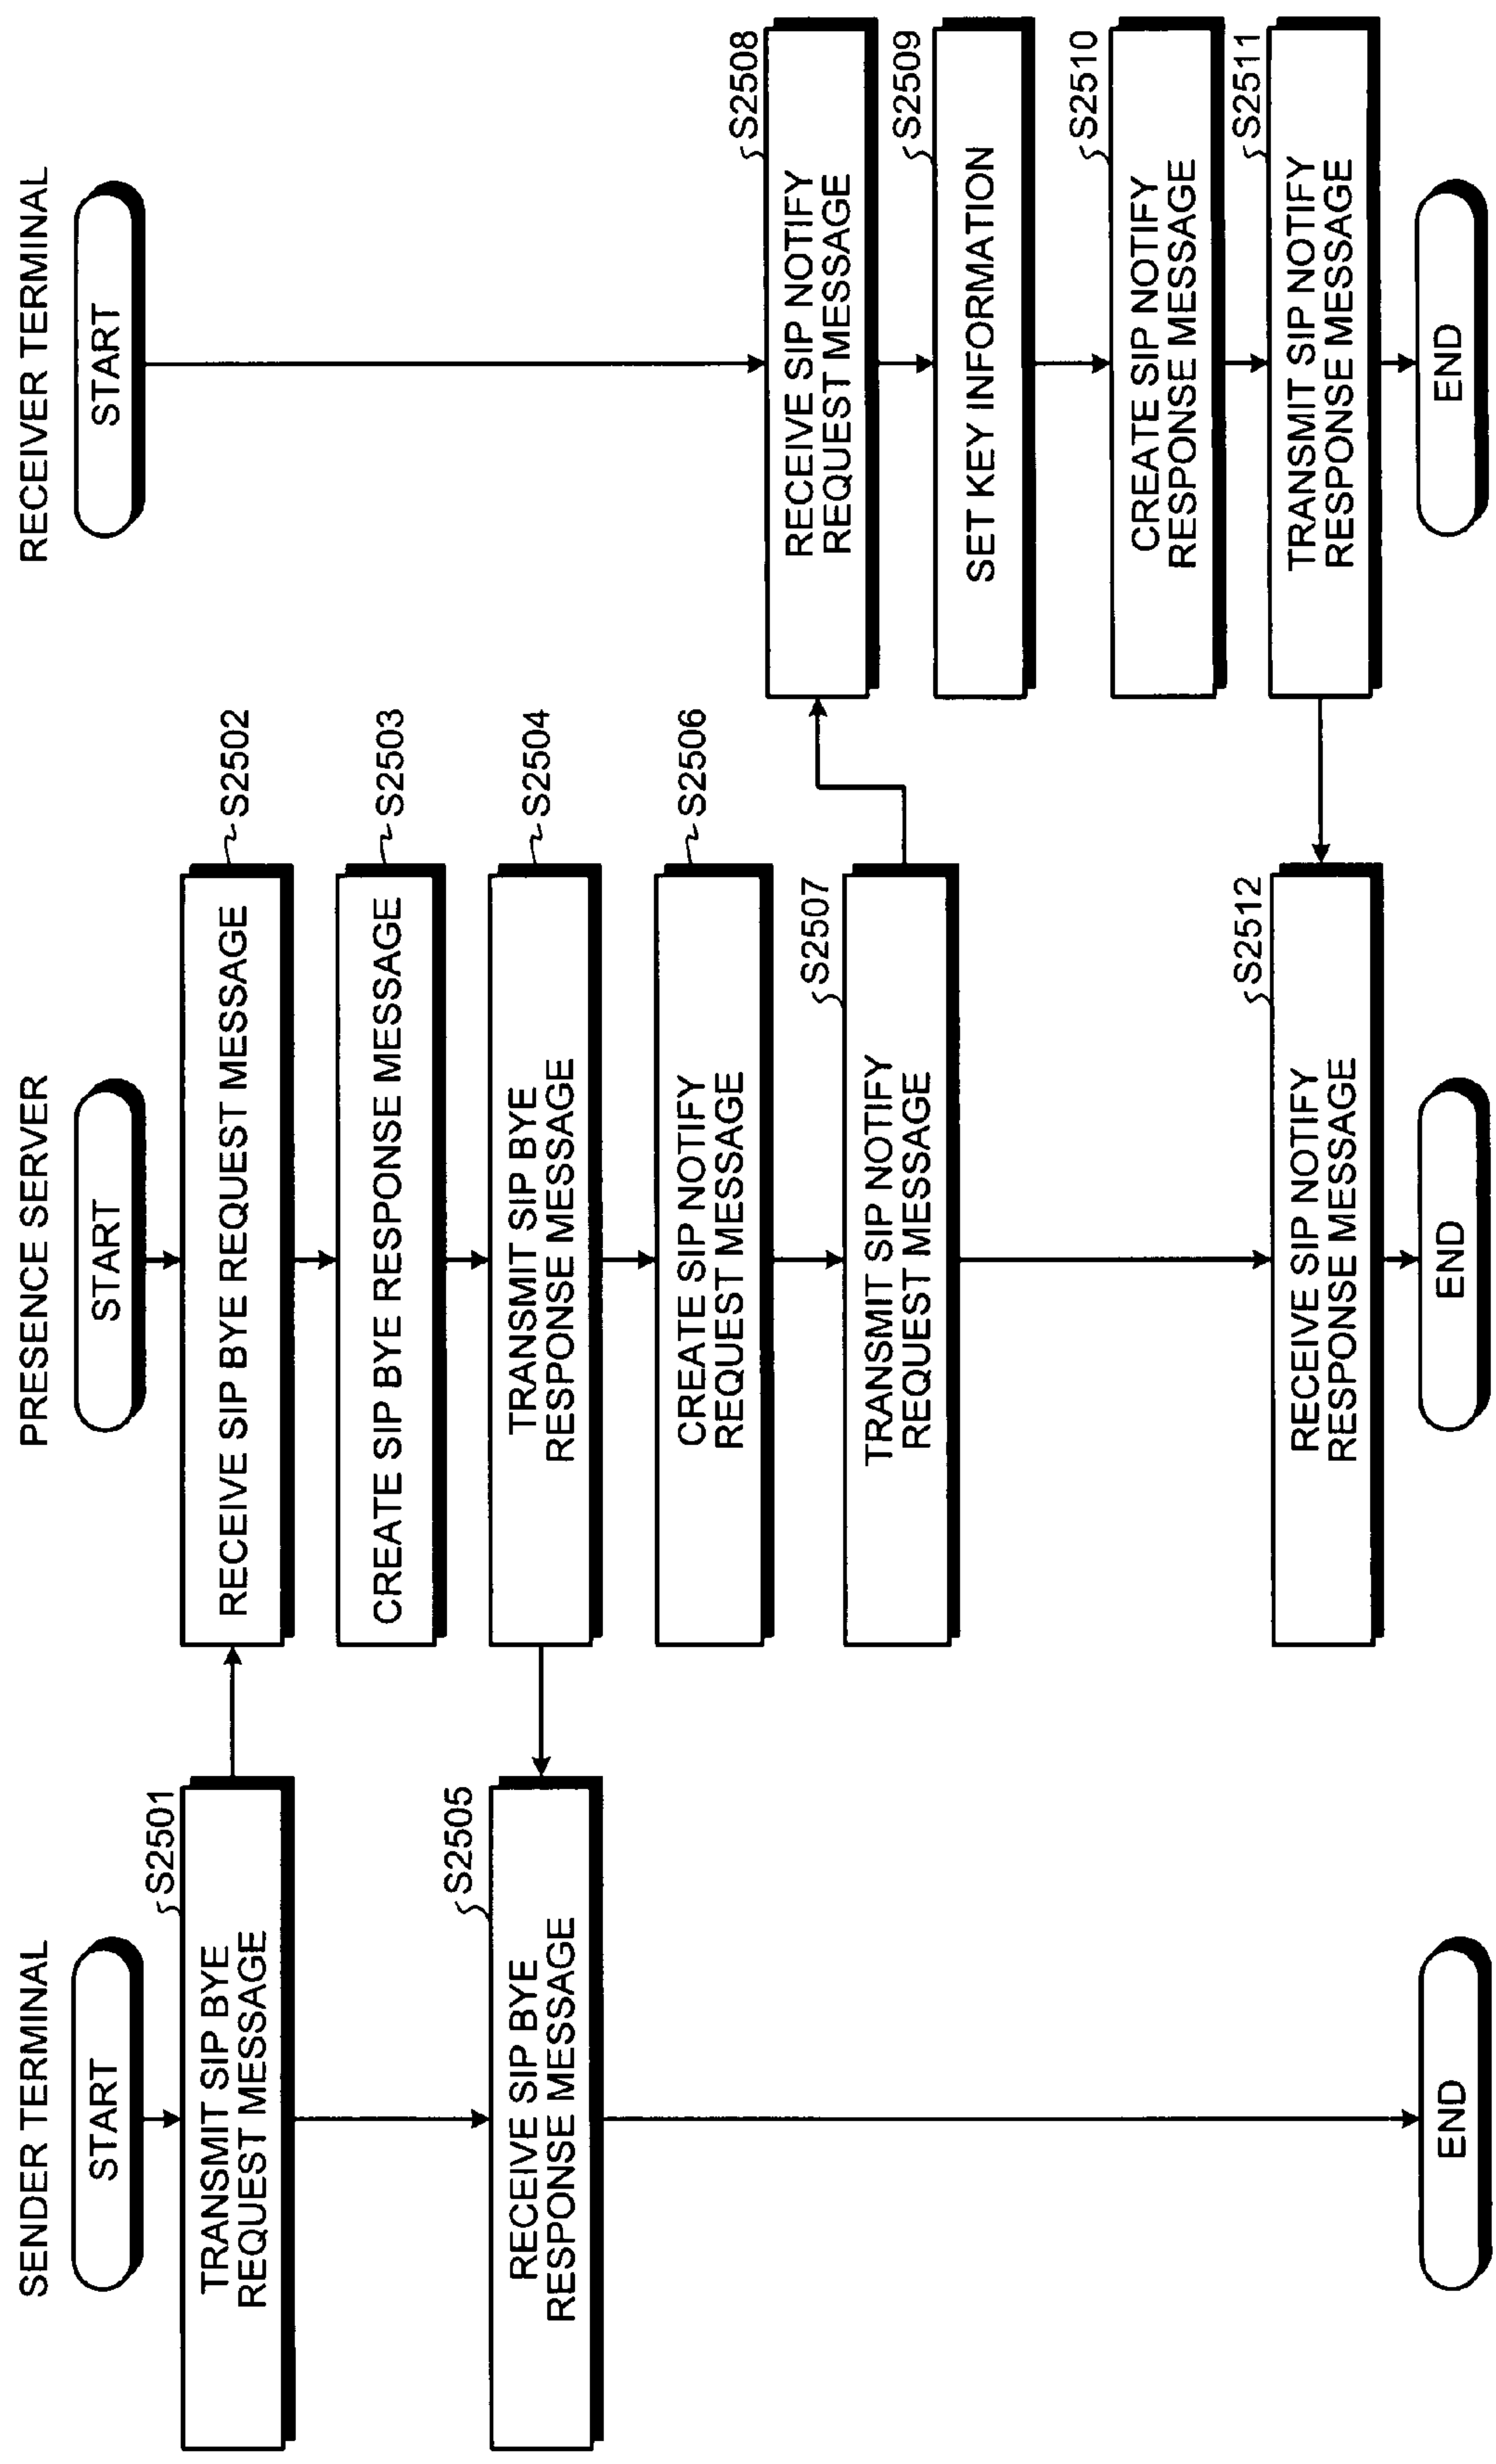 SENDER TERMINAL
START
S2501
TRANSMIT SIP BYE
REQUEST MESSAGE
S2505
RECEIVE SIP BYE
RESPONSE MESSAGE
END
PRESENCE SERVER
START
S2502
RECEIVE SIP BYE REQUEST MESSAGE
S2503
CREATE SIP BYE RESPONSE MESSAGE
S2504
TRANSMIT SIP BYE
RESPONSE MESSAGE
S2506
CREATE SIP NOTIFY
REQUEST MESSAGE
S2507
TRANSMIT SIP NOTIFY
REQUEST MESSAGE
S2512
RECEIVE SIP NOTIFY
RESPONSE MESSAGE
END
RECEIVER TERMINAL
START
S2508
RECEIVE SIP NOTIFY
REQUEST MESSAGE
S2509
SET KEY INFORMATION
S2510
CREATE SIP NOTIFY
RESPONSE MESSAGE
S2511
TRANSMIT SIP NOTIFY
RESPONSE MESSAGE
END